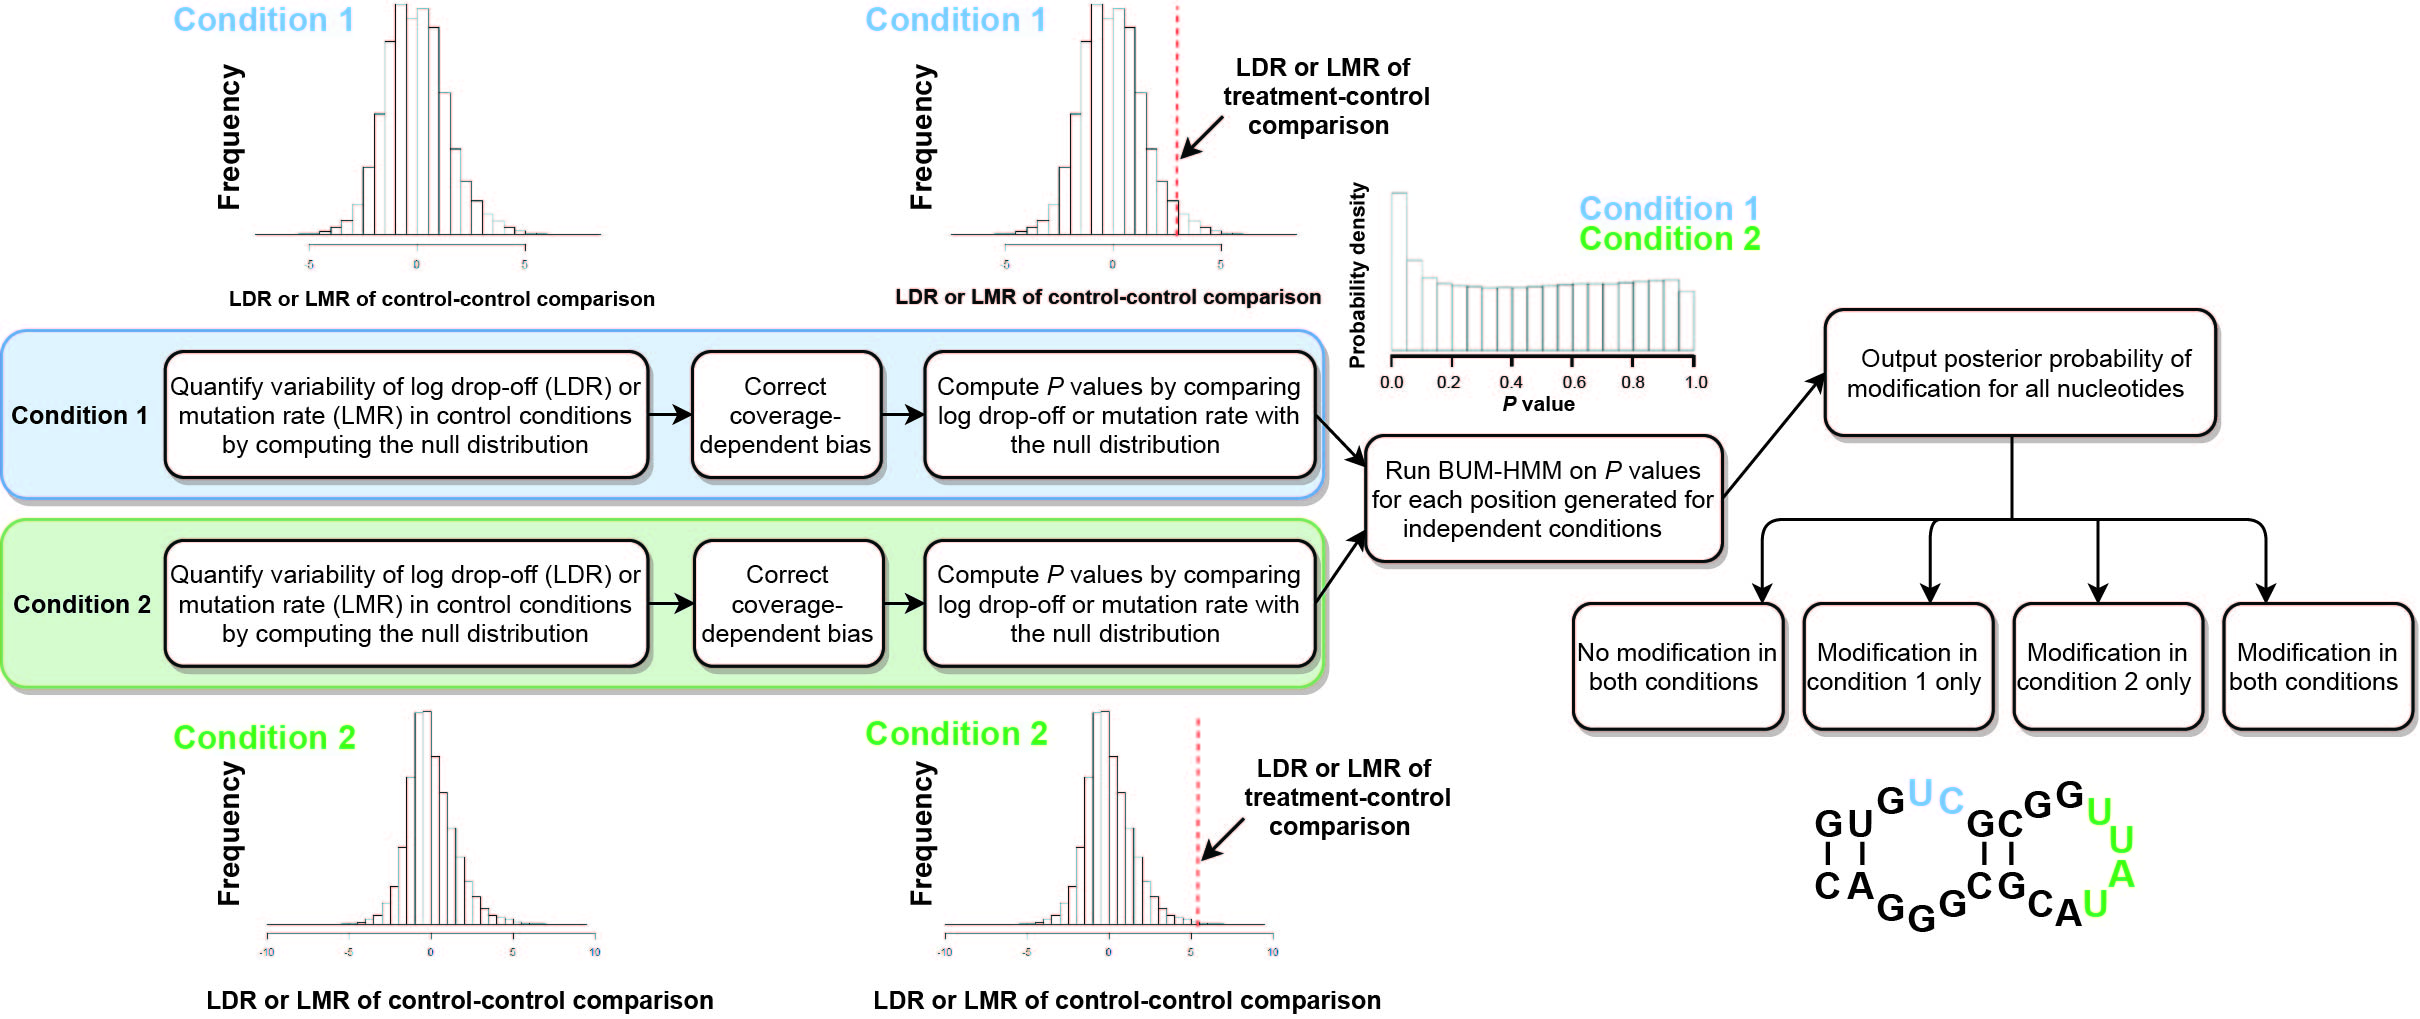 Condition 1
Frequency
-5 0 5
LDR or LMR of control-control comparison
Condition 1
Frequency
LDR or LMR of
treatment-control
comparison
-5 0 5
LDR or LMR of control-control comparison
Probability density
Condition 1
Condition 2
0.0 0.2 0.4 0.6 0.8 1.0
P value
Condition 1
Quantify variability of log drop-off (LDR) or
mutation rate (LMR) in control conditions
by computing the null distribution
Correct
coverage-
dependent bias
Compute P values by comparing
log drop-off or mutation rate with
the null distribution
Condition 2
Quantify variability of log drop-off (LDR) or
mutation rate (LMR) in control conditions
by computing the null distribution
Correct
coverage-
dependent bias
Compute P values by comparing
log drop-off or mutation rate with
the null distribution
Run BUM-HMM on P values
for each position generated for
independent conditions
Output posterior probability of
modification for all nucleotides
No modification in
both conditions
Modification in
condition 1 only
Modification in
condition 2 only
Modification in
both conditions
Condition 2
Frequency
-10 -5 0 5 10
LDR or LMR of control-control comparison
Condition 2
Frequency
LDR or LMR of
treatment-control
comparison
-10 -5 0 5 10
LDR or LMR of control-control comparison
GUGUCGCGGUUAU
CAGGGCGCA